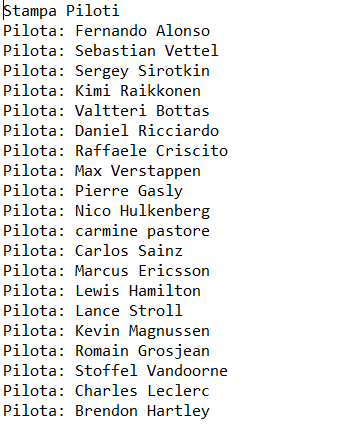 Stampa Piloti
Pilota: Fernando Alonso
Pilota: Sebastian Vettel
Pilota: Sergey Sirotkin
Pilota: Kimi Raikkonen
Pilota: Valtteri Bottas
Pilota: Daniel Ricciardo
Pilota: Raffaele Criscito
Pilota: Max Verstappen
Pilota: Pierre Gasly
Pilota: Nico Hulkenberg
Pilota: carmine pastore
Pilota: Carlos Sainz
Pilota: Marcus Ericsson
Pilota: Lewis Hamilton
Pilota: Lance Stroll
Pilota: Kevin Magnussen
Pilota: Romain Grosjean
Pilota: Stoffel Vandoorne
Pilota: Charles Leclerc
Pilota: Brendon Hartley